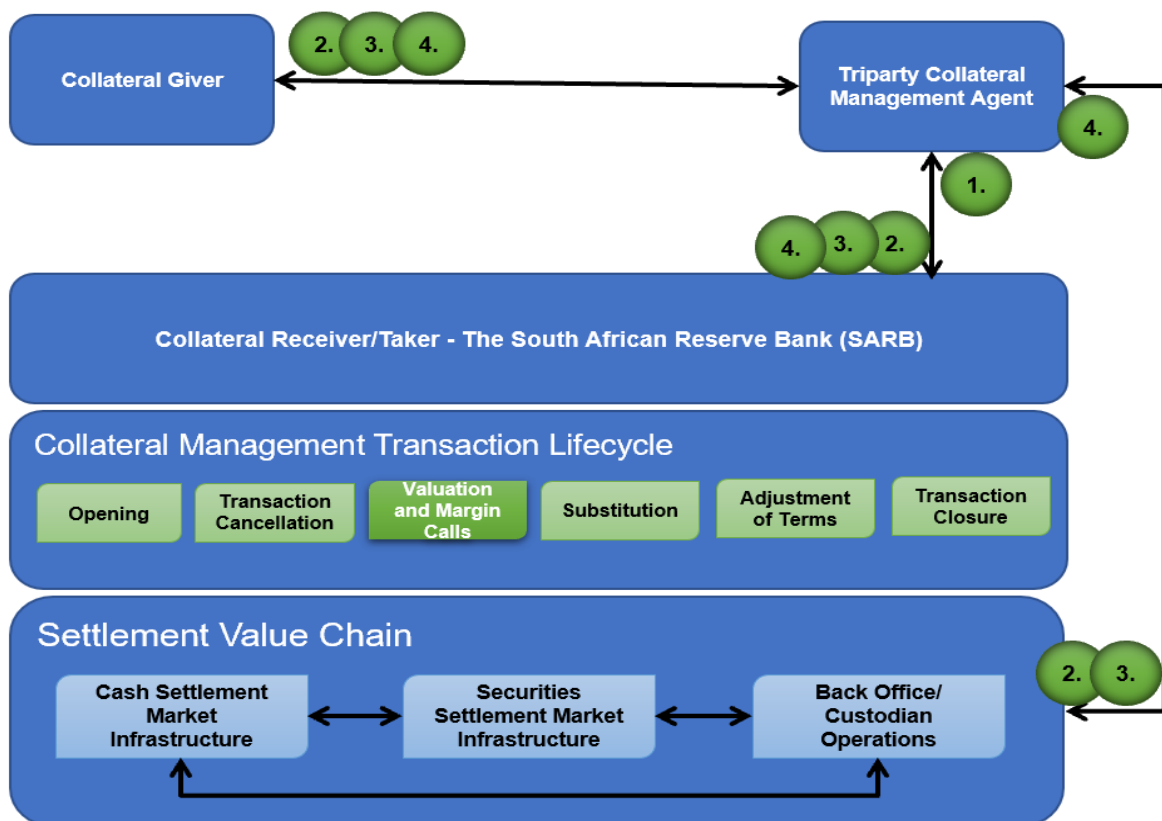 2. 3. 4.
Collateral Giver
Triparty Collateral
Management Agent
4.
1.
4. 3. 2.
Collateral Receiver/Taker - The South African Reserve Bank (SARB)
Collateral Management Transaction Lifecycle
Opening
Transaction
Cancellation
Valuation
and Margin
Calls
Substitution
Adjustment
of Terms
Transaction
Closure
Settlement Value Chain
2. 3.
Cash Settlement
Market
Infrastructure
Securities
Settlement Market
Infrastructure
Back Office/
Custodian
Operations